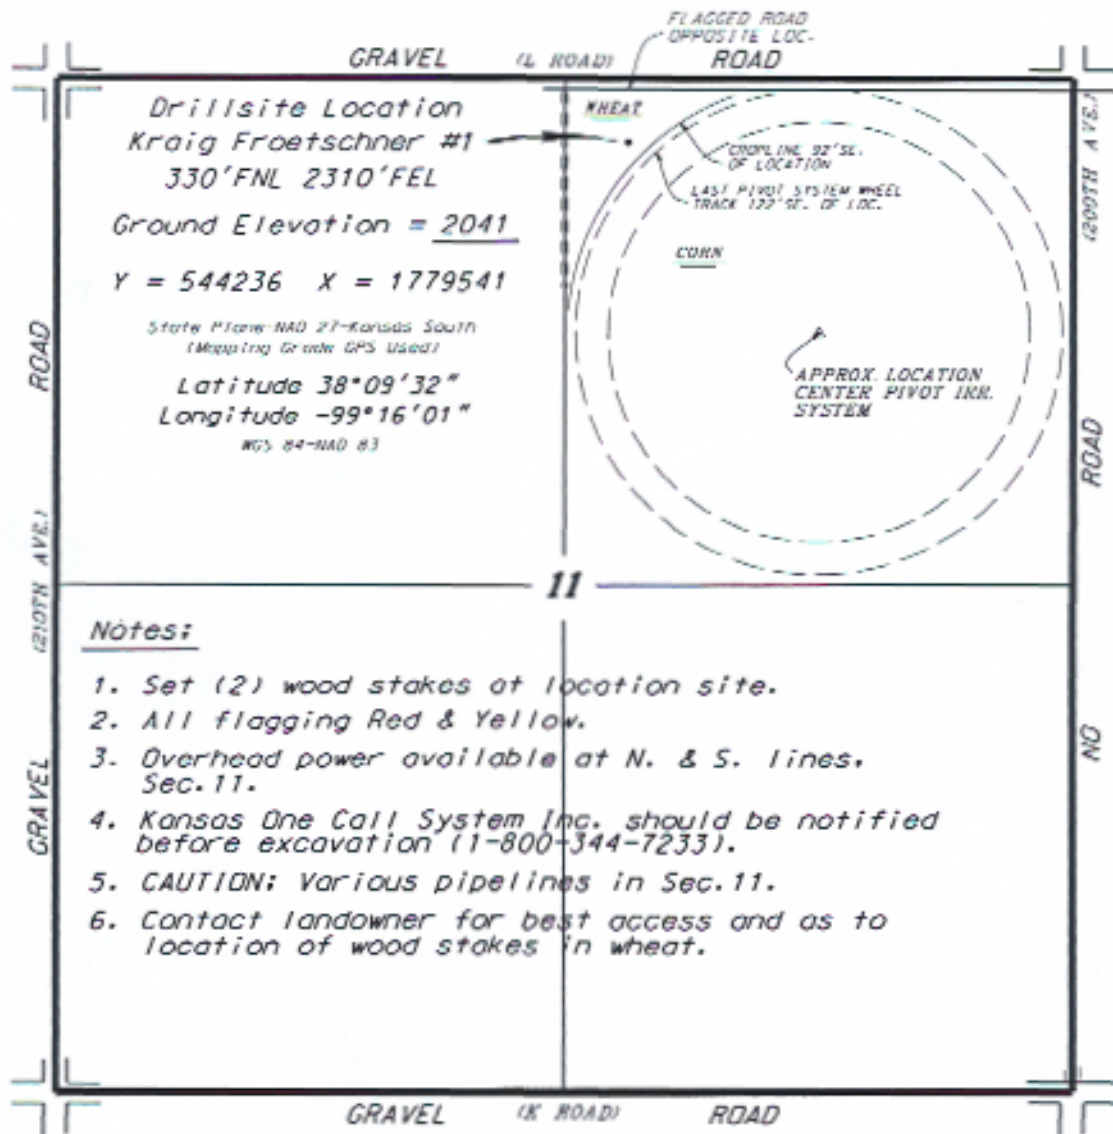 FLAGGED ROAD
OPPOSITE LOC.
GRAVEL (L ROAD) ROAD
Drillsite Location
Kraig Froetschner #1
330'FNL 2310'FEL
Ground Elevation = 2041
Y = 544236 X = 1779541
State Plane-NAD 27-Kansas South
(Mapping Grade GPS Used)
Latitude 38°09'32"
Longitude -99°16'01"
WGS 84-NAD 83
WHEAT
CROPLINE 92'SE.
OF LOCATION
LAST PIVOT SYSTEM WHEEL
TRACK 122'SE. OF LOC.
CORN
APPROX. LOCATION
CENTER PIVOT IRR.
SYSTEM
(200TH AVE.)
ROAD
NO
ROAD
(210TH AVE.)
GRAVEL
11
Notes:
1. Set (2) wood stakes at location site.
2. All flagging Red & Yellow.
3. Overhead power available at N. & S. lines,
Sec.11.
4. Kansas One Call System Inc. should be notified
before excavation (1-800-344-7233).
5. CAUTION: Various pipelines in Sec.11.
6. Contact landowner for best access and as to
location of wood stakes in wheat.
GRAVEL (K ROAD) ROAD